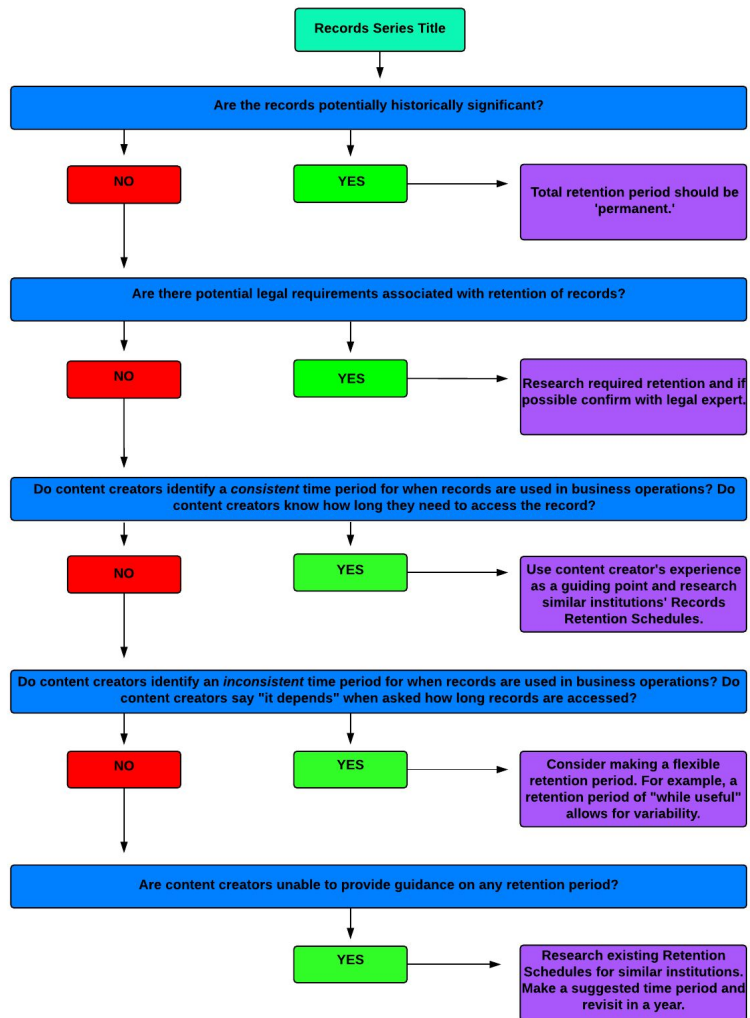 Records Series Title
Are the records potentially historically significant?
NO
YES
Total retention period should be
'permanent.'
Are there potential legal requirements associated with retention of records?
NO
YES
Research required retention and if
possible confirm with legal expert.
Do content creators identify a consistent time period for when records are used in business operations? Do
content creators know how long they need to access the record?
NO
YES
Use content creator's experience
as a guiding point and research
similar institutions' Records
Retention Schedules.
Do content creators identify an inconsistent time period for when records are used in business operations? Do
content creators say "it depends" when asked how long records are accessed?
NO
YES
Consider making a flexible
retention period. For example, a
retention period of "while useful"
allows for variability.
Are content creators unable to provide guidance on any retention period?
YES
Research existing Retention
Schedules for similar institutions.
Make a suggested time period and
revisit in a year.